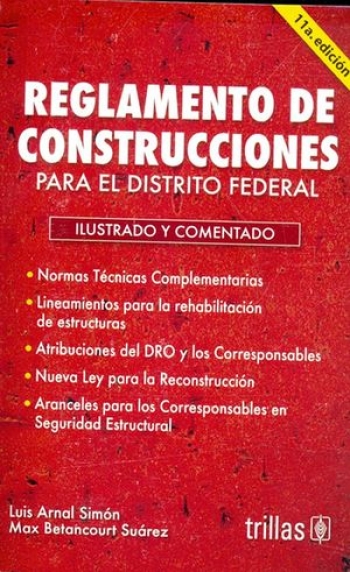 11a. edición
REGLAMENTO DE
CONSTRUCCIONES
PARA EL DISTRITO FEDERAL
ILUSTRADO Y COMENTADO
• Normas Técnicas Complementarias
• Lineamientos para la rehabilitación
de estructuras
• Atribuciones del DRO y los Corresponsables
• Nueva Ley para la Reconstrucción
• Aranceles para los Corresponsables en
Seguridad Estructural
Luis Arnal Simón
Max Betancourt Suárez
trillas